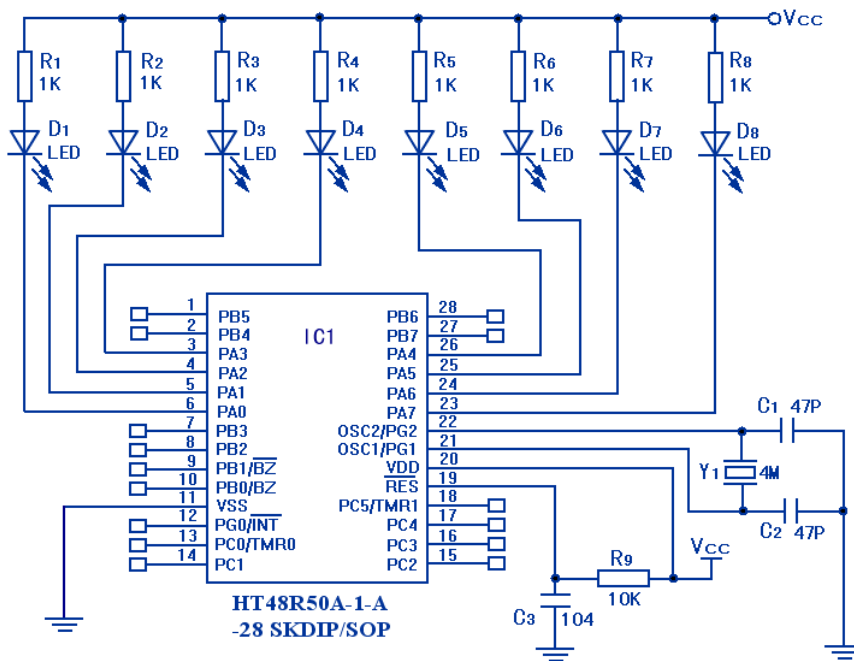 VCC
R1
1K
R2
1K
R3
1K
R4
1K
R5
1K
R6
1K
R7
1K
R8
1K
D1
LED
D2
LED
D3
LED
D4
LED
D5
LED
D6
LED
D7
LED
D8
LED
IC1
1 PB5
2 PB4
3 PA3
4 PA2
5 PA1
6 PA0
7 PB3
8 PB2
9 PB1/BZ
10 PB0/BZ
11 VSS
12 PG0/INT
13 PC0/TMR0
14 PC1
PB6 28
PB7 27
PA4 26
PA5 25
PA6 24
PA7 23
OSC2/PG2 22
OSC1/PG1 21
VDD 20
RES 19
PC5/TMR1 18
PC4 17
PC3 16
PC2 15
C1 47P
Y1 4M
C2 47P
VCC
R9
10K
C3 104
HT48R50A-1-A
-28 SKDIP/SOP